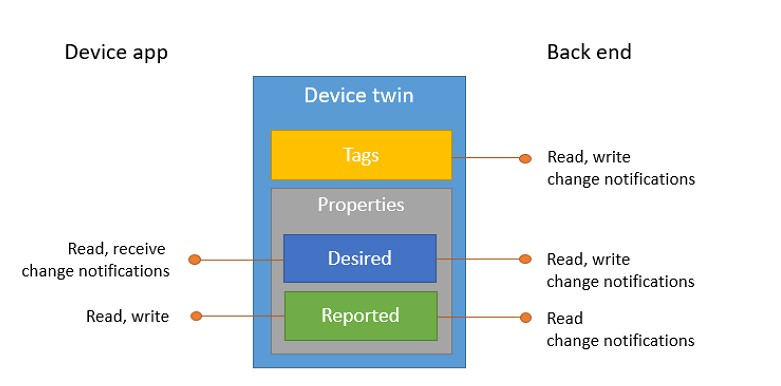 Device app
Back end
Device twin
Tags
Read, write
change notifications
Properties
Read, receive
change notifications
Desired
Read, write
change notifications
Read, write
Reported
Read
change notifications